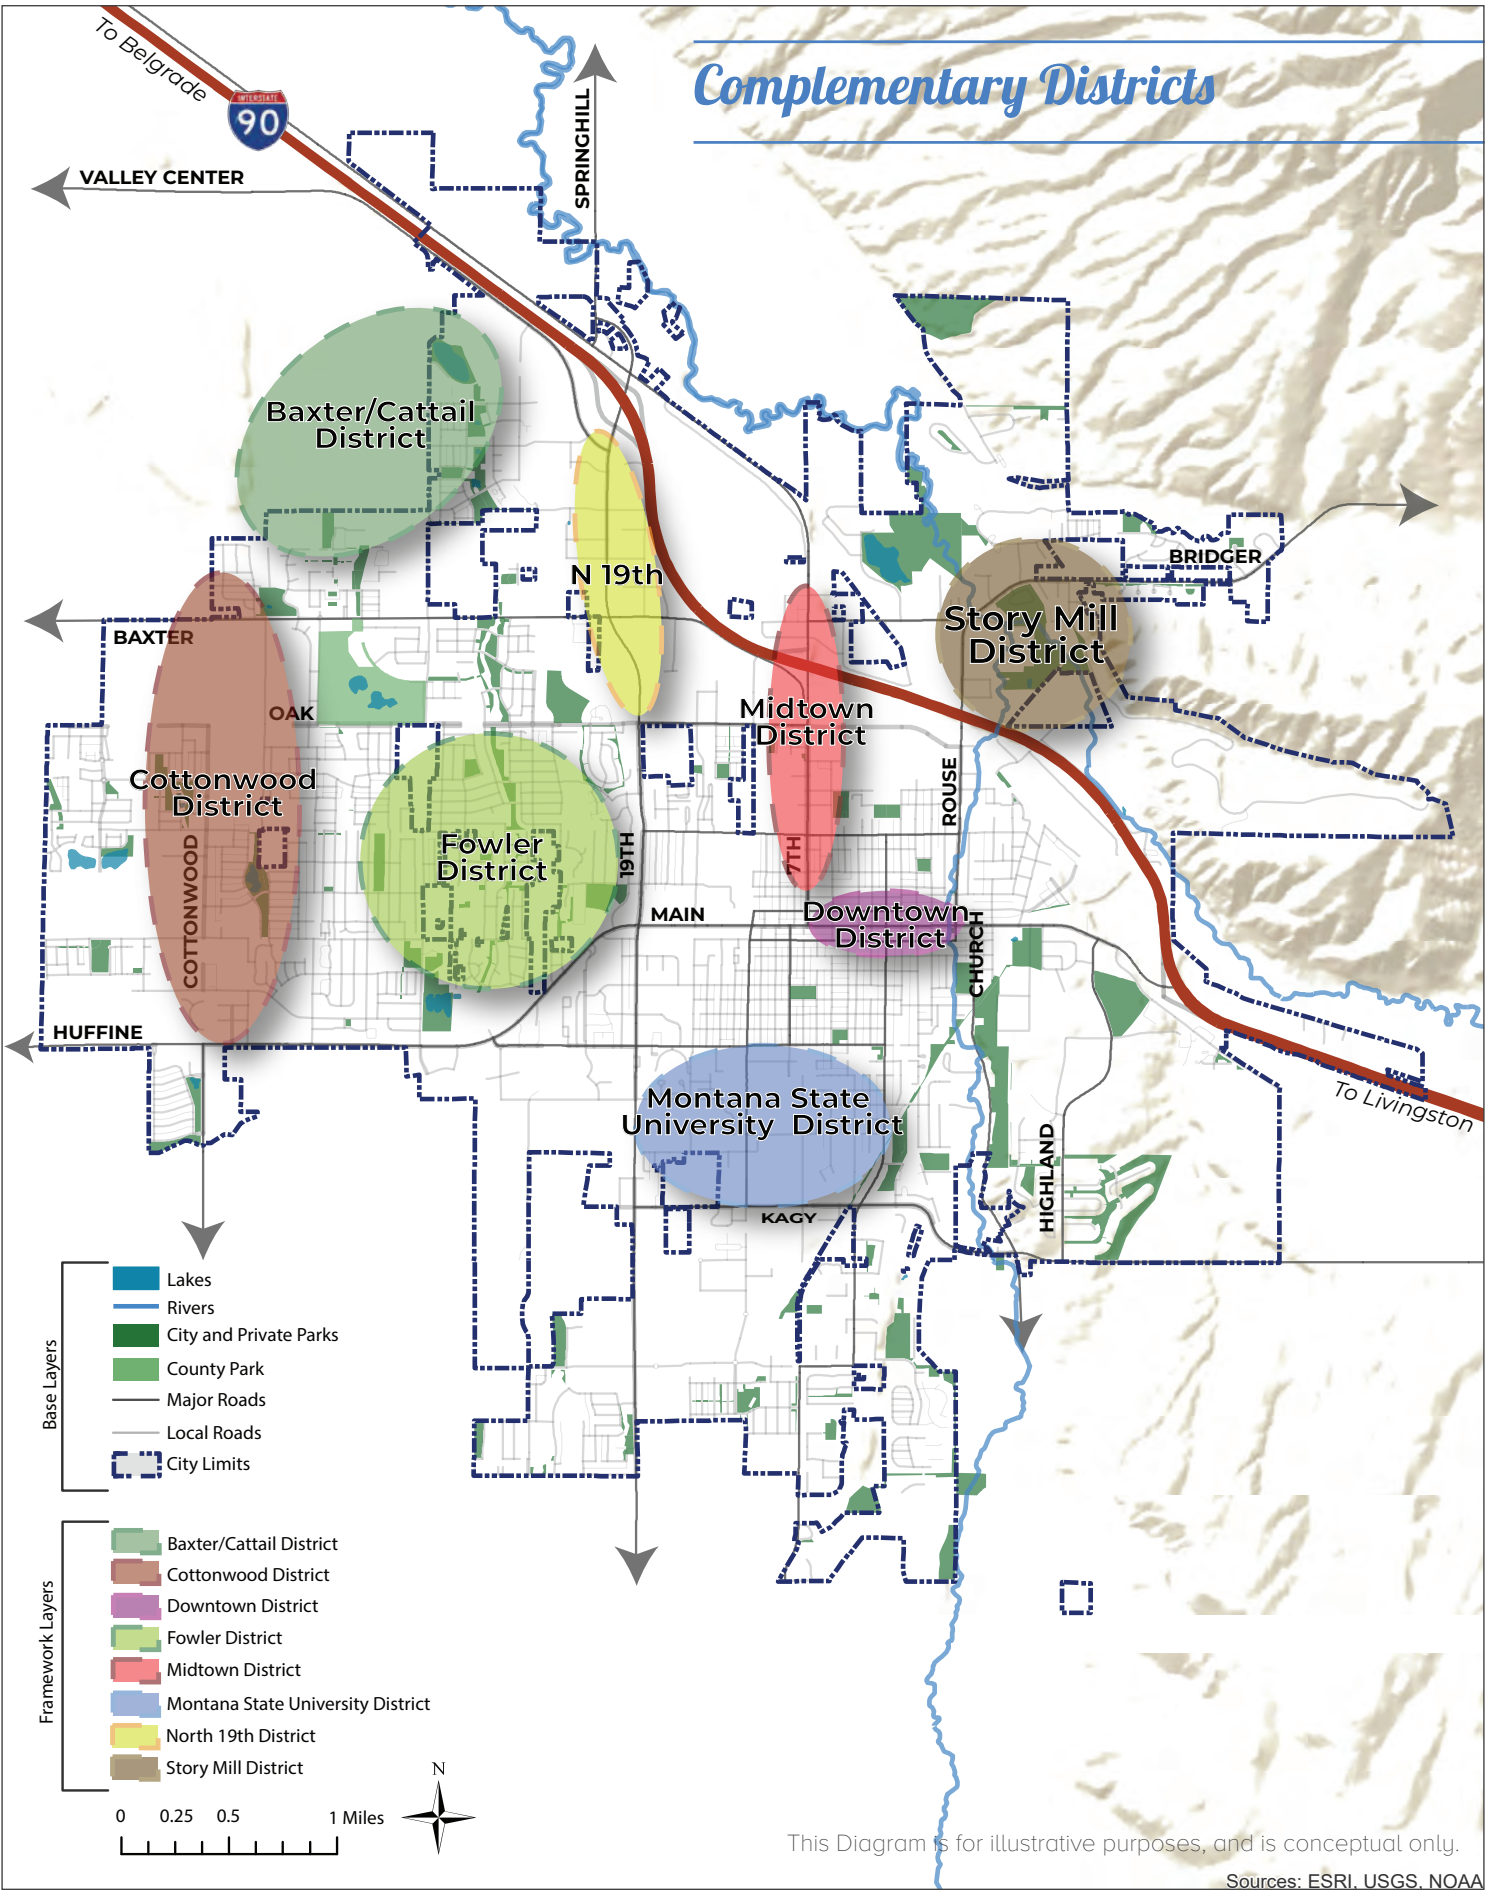 To Belgrade
INTERSTATE
90
Complementary Districts
SPRINGHILL
VALLEY CENTER
Baxter/Cattail
District
N 19th
BRIDGER
Story Mill
District
BAXTER
OAK
Midtown
District
Cottonwood
District
ROUSE
Fowler
District
19TH
7TH
COTTONWOOD
MAIN
Downtown
District
CHURCH
HUFFINE
To Livingston
Montana State
University District
HIGHLAND
KAGY
Base Layers
Lakes
Rivers
City and Private Parks
County Park
Major Roads
Local Roads
City Limits
Framework Layers
Baxter/Cattail District
Cottonwood District
Downtown District
Fowler District
Midtown District
Montana State University District
North 19th District
Story Mill District
N
0 0.25 0.5 1 Miles
This Diagram is for illustrative purposes, and is conceptual only.
Sources: ESRI, USGS, NOAA